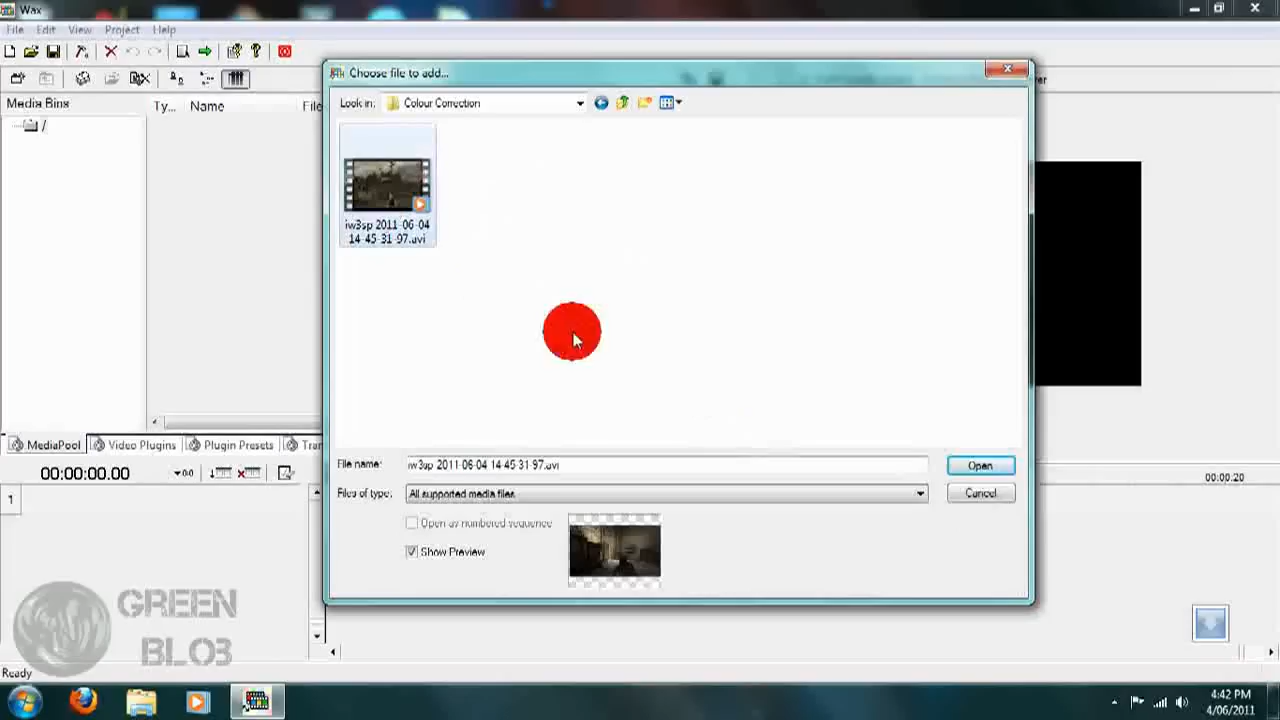 Wax
File Edit View Project Help
Choose file to add...
Media Bins
Ty... Name File
Look in: Colour Correction
/
iw3sp 2011-06-04
14-45-31-97.avi
MediaPool Video Plugins Plugin Presets Tran
File name: iw3sp 2011-06-04 14-45-31-97.avi Open
00:00:00.00
00:00:20
Files of type: All supported media files Cancel
1
Open as numbered sequence
Show Preview
GREEN
BLO3
Ready
4:42 PM
4/06/2011